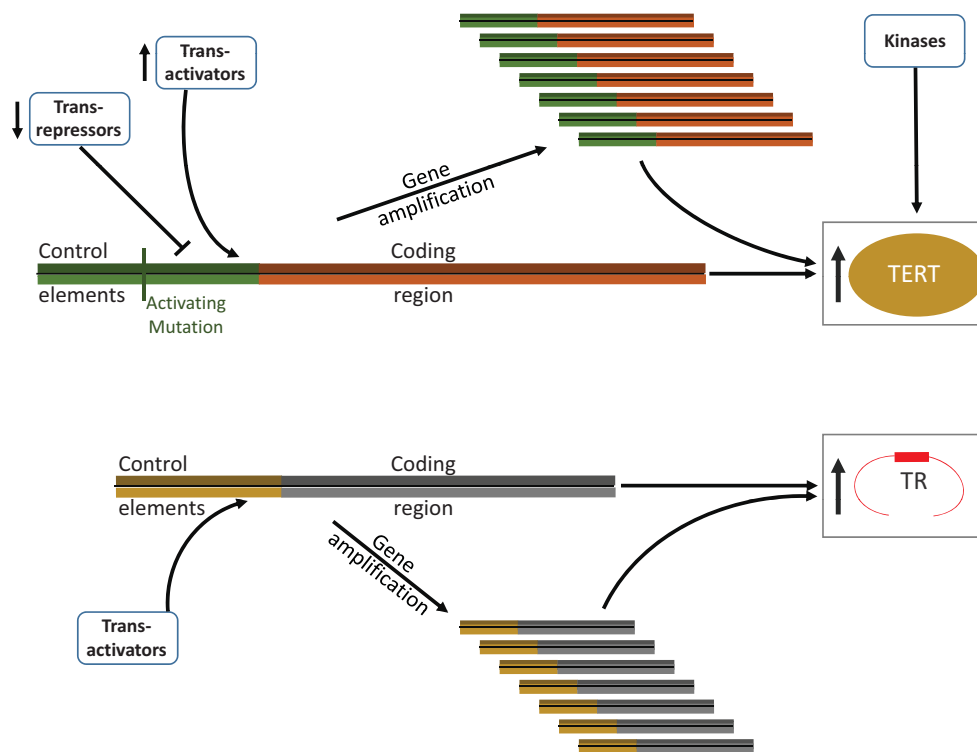 Trans-
activators
Kinases
Trans-
repressors
Gene
amplification
Control
Coding
elements
region
Activating
Mutation
TERT
Control
Coding
elements
region
TR
Gene
amplification
Trans-
activators